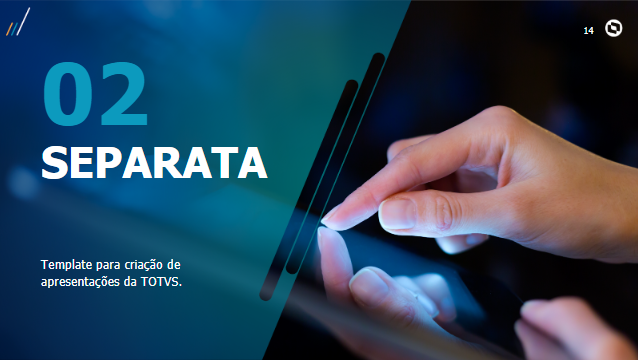 14
02
SEPARATA
Template para criação de
apresentações da TOTVS.